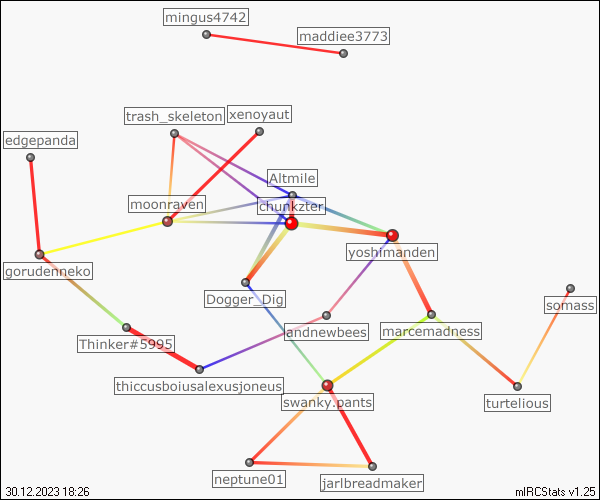 mingus4742
maddiee3773
trash_skeleton
xenoyaut
edgepanda
Altmile
moonraven
chunkzter
yoshimanden
gorudenneko
Dogger_Dig
somass
andnewbees
marcemadness
Thinker#5995
thiccusboiusalexusjoneus
swanky.pants
turtelious
neptune01
jarlbreadmaker
30.12.2023 18:26
mIRCStats v1.25